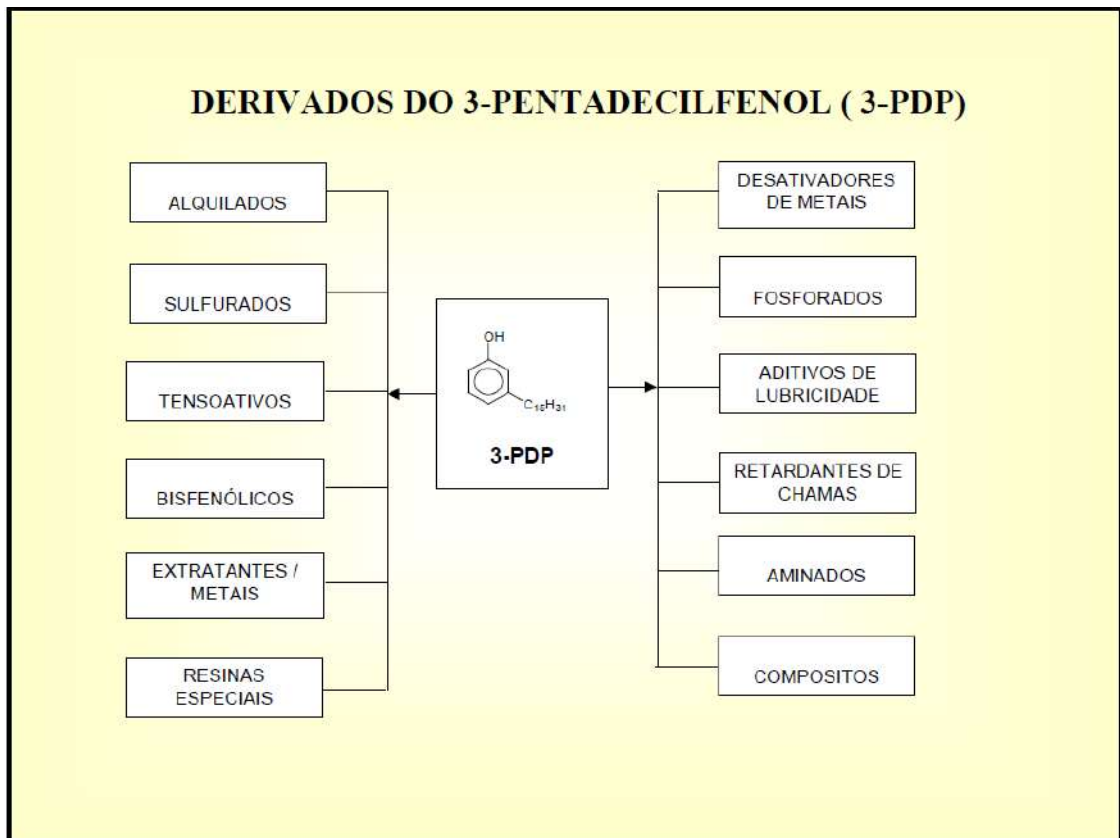 DERIVADOS DO 3-PENTADECILFENOL ( 3-PDP)
ALQUILADOS
SULFURADOS
TENSOATIVOS
BISFENÓLICOS
EXTRATANTES /
METAIS
RESINAS
ESPECIAIS
OH
C₁₅H₃₁
3-PDP
DESATIVADORES
DE METAIS
FOSFORADOS
ADITIVOS DE
LUBRICIDADE
RETARDANTES DE
CHAMAS
AMINADOS
COMPOSITOS